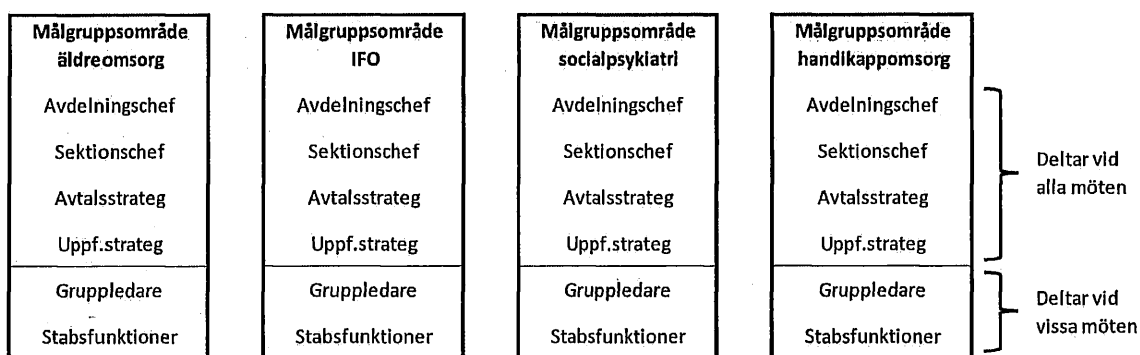 Målgruppsområde
äldreomsorg
Avdelningschef
Sektionschef
Avtalsstrateg
Uppf.strateg
Gruppledare
Stabsfunktioner
Målgruppsområde
IFO
Avdelningschef
Sektionschef
Avtalsstrateg
Uppf.strateg
Gruppledare
Stabsfunktioner
Målgruppsområde
socialpsykiatri
Avdelningschef
Sektionschef
Avtalsstrateg
Uppf.strateg
Gruppledare
Stabsfunktioner
Målgruppsområde
handikappomsorg
Avdelningschef
Sektionschef
Avtalsstrateg
Uppf.strateg
Gruppledare
Stabsfunktioner
Deltar vid
alla möten
Deltar vid
vissa möten